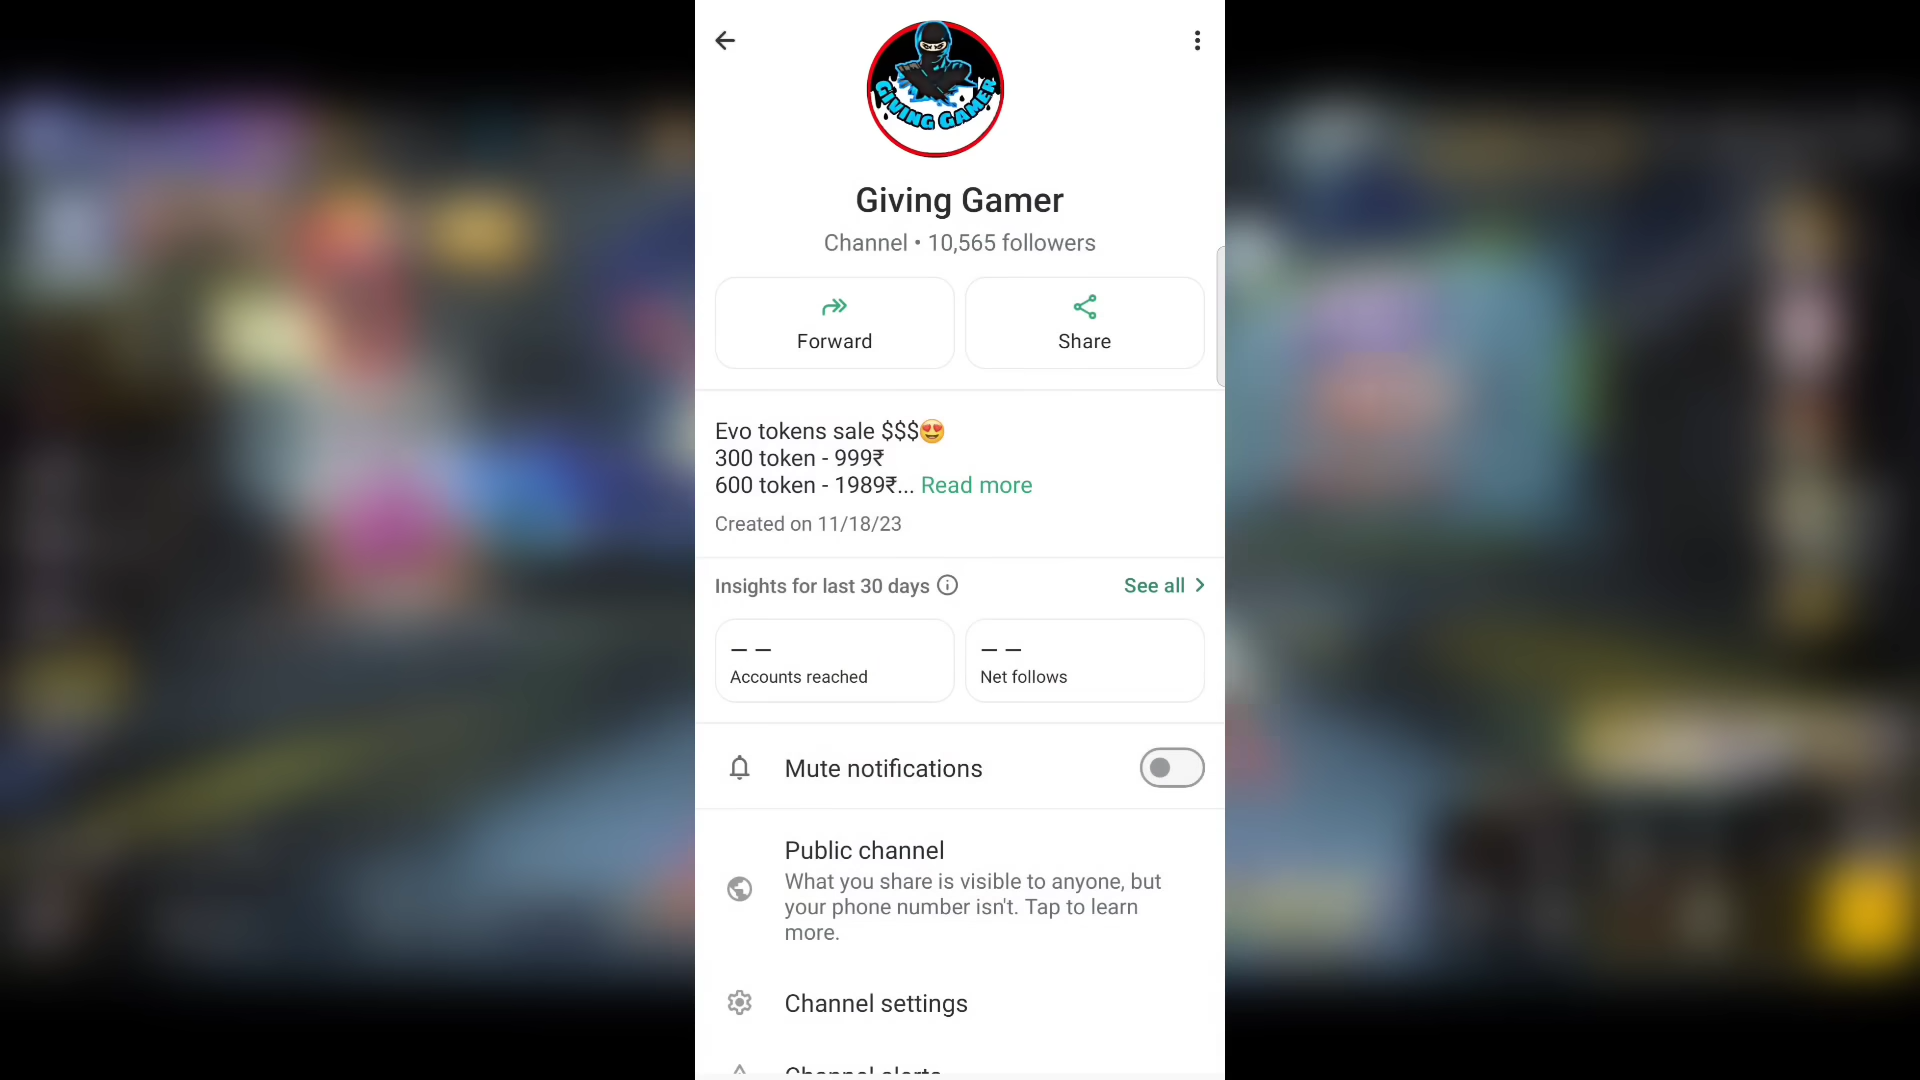 GIVING GAMER
Giving Gamer
Channel • 10,565 followers
Forward
Share
Evo tokens sale $$$😍
300 token - 999₹
600 token - 1989₹... Read more
Created on 11/18/23
Insights for last 30 days
See all
– –
Accounts reached
– –
Net follows
Mute notifications
Public channel
What you share is visible to anyone, but
your phone number isn't. Tap to learn
more.
Channel settings
Channel alerts